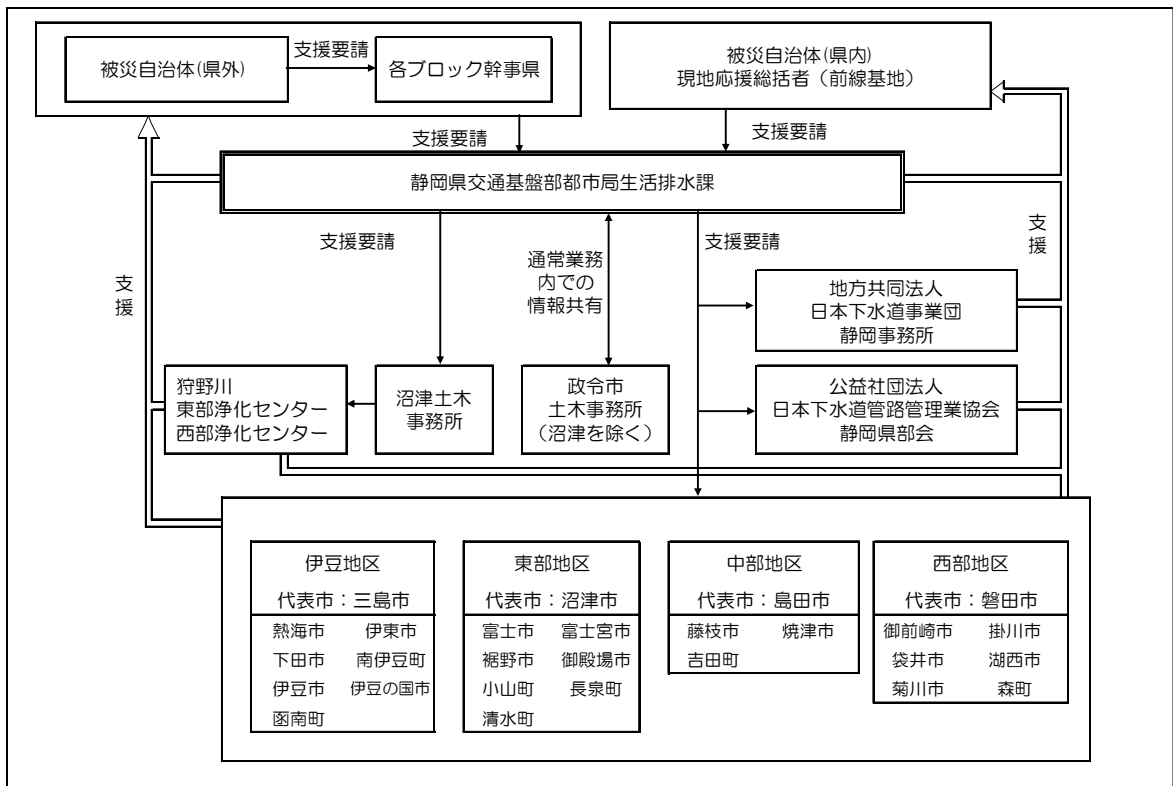 被災自治体(県外)
支援要請
各ブロック幹事県
被災自治体(県内)
現地応援総括者（前線基地）
支援要請
支援要請
静岡県交通基盤部都市局生活排水課
支援要請
通常業務
内での
情報共有
支援要請
支
援
支
援
地方共同法人
日本下水道事業団
静岡事務所
狩野川
東部浄化センター
西部浄化センター
沼津土木
事務所
政令市
土木事務所
（沼津を除く）
公益社団法人
日本下水道管路管理業協会
静岡県部会
伊豆地区
代表市：三島市
熱海市 伊東市
下田市 南伊豆町
伊豆市 伊豆の国市
函南町
東部地区
代表市：沼津市
富士市 富士宮市
裾野市 御殿場市
小山町 長泉町
清水町
中部地区
代表市：島田市
藤枝市 焼津市
吉田町
西部地区
代表市：磐田市
御前崎市 掛川市
袋井市 湖西市
菊川市 森町